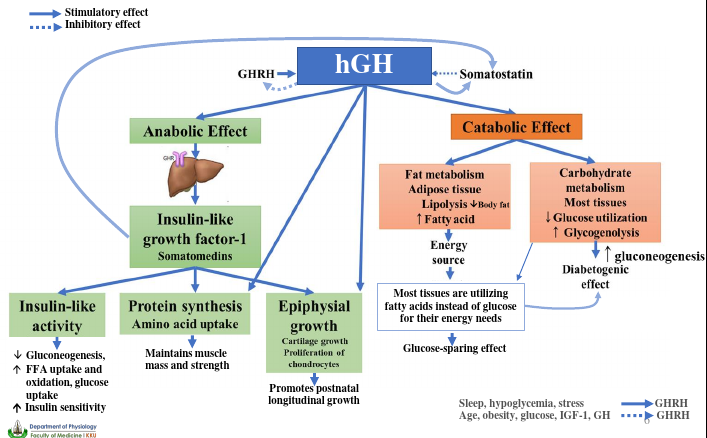 Stimulatory effect
Inhibitory effect
hGH
GHRH
Somatostatin
Anabolic Effect
Catabolic Effect
GHR
Insulin-like
growth factor-1
Somatomedins
Fat metabolism
Adipose tissue
Lipolysis ↓Body fat
↑ Fatty acid
Carbohydrate
metabolism
Most tissues
↓ Glucose utilization
↑ Glycogenolysis
Energy
source
↑ gluconeogenesis
Diabetogenic
effect
Most tissues are utilizing
fatty acids instead of glucose
for their energy needs
Glucose-sparing effect
Insulin-like
activity
↓ Gluconeogenesis,
↑ FFA uptake and
oxidation, glucose
uptake
↑ Insulin sensitivity
Protein synthesis
Amino acid uptake
Maintains muscle
mass and strength
Epiphysial
growth
Cartilage growth
Proliferation of
chondrocytes
Promotes postnatal
longitudinal growth
Sleep, hypoglycemia, stress GHRH
Age, obesity, glucose, IGF-1, GH GHRH
6
Department of Physiology
Faculty of Medicine | KKU